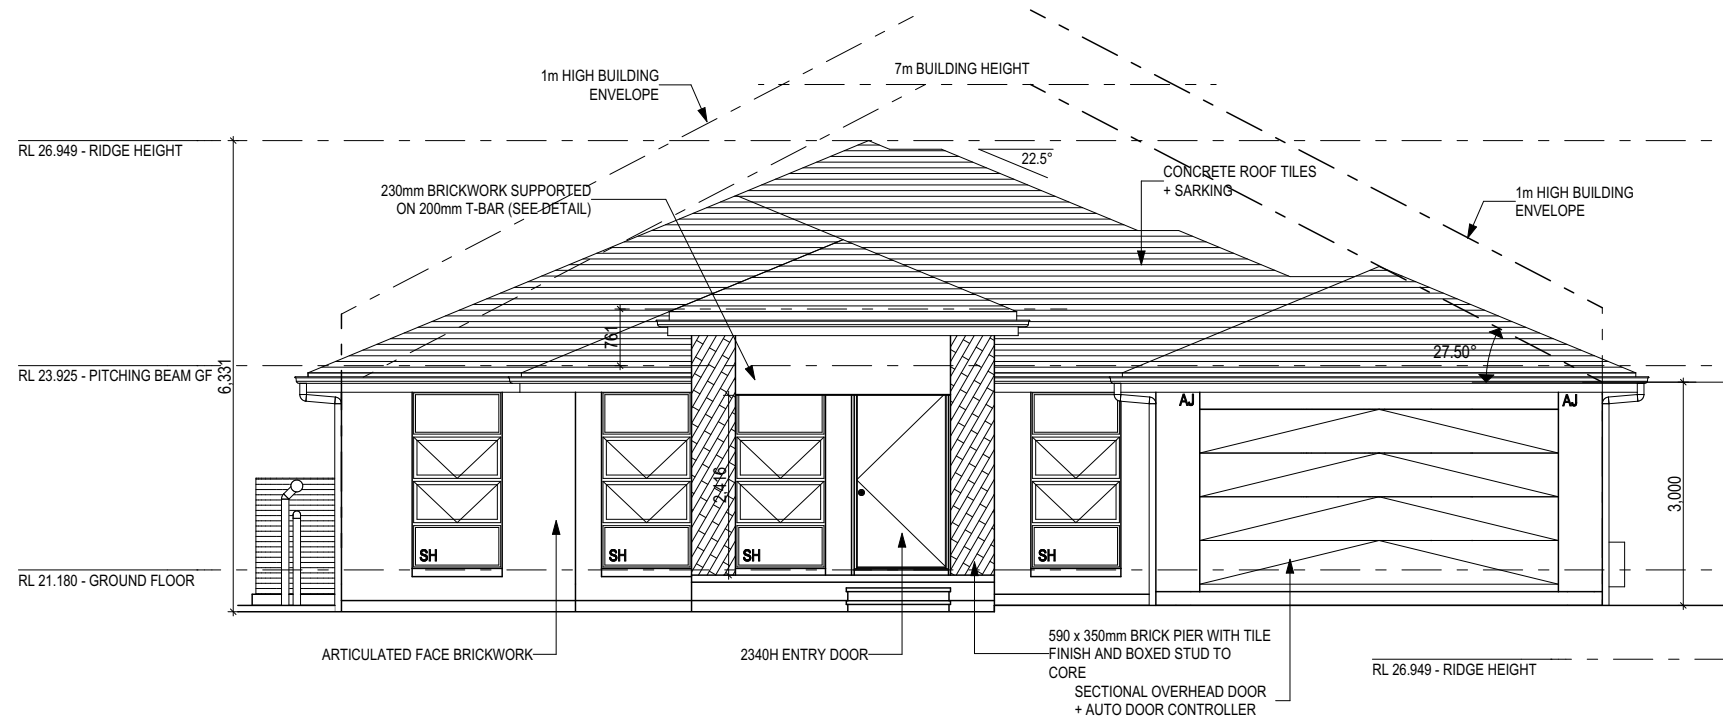 1m HIGH BUILDING
ENVELOPE
7m BUILDING HEIGHT
RL 26.949 - RIDGE HEIGHT
22.5°
CONCRETE ROOF TILES
+ SARKING
230mm BRICKWORK SUPPORTED
ON 200mm T-BAR (SEE DETAIL)
1m HIGH BUILDING
ENVELOPE
761
27.50°
RL 23.925 - PITCHING BEAM GF
6,331
AJ
AJ
2,416
3,000
SH
SH
SH
SH
RL 21.180 - GROUND FLOOR
ARTICULATED FACE BRICKWORK
2340H ENTRY DOOR
590 x 350mm BRICK PIER WITH TILE
FINISH AND BOXED STUD TO
CORE
RL 26.949 - RIDGE HEIGHT
SECTIONAL OVERHEAD DOOR
+ AUTO DOOR CONTROLLER